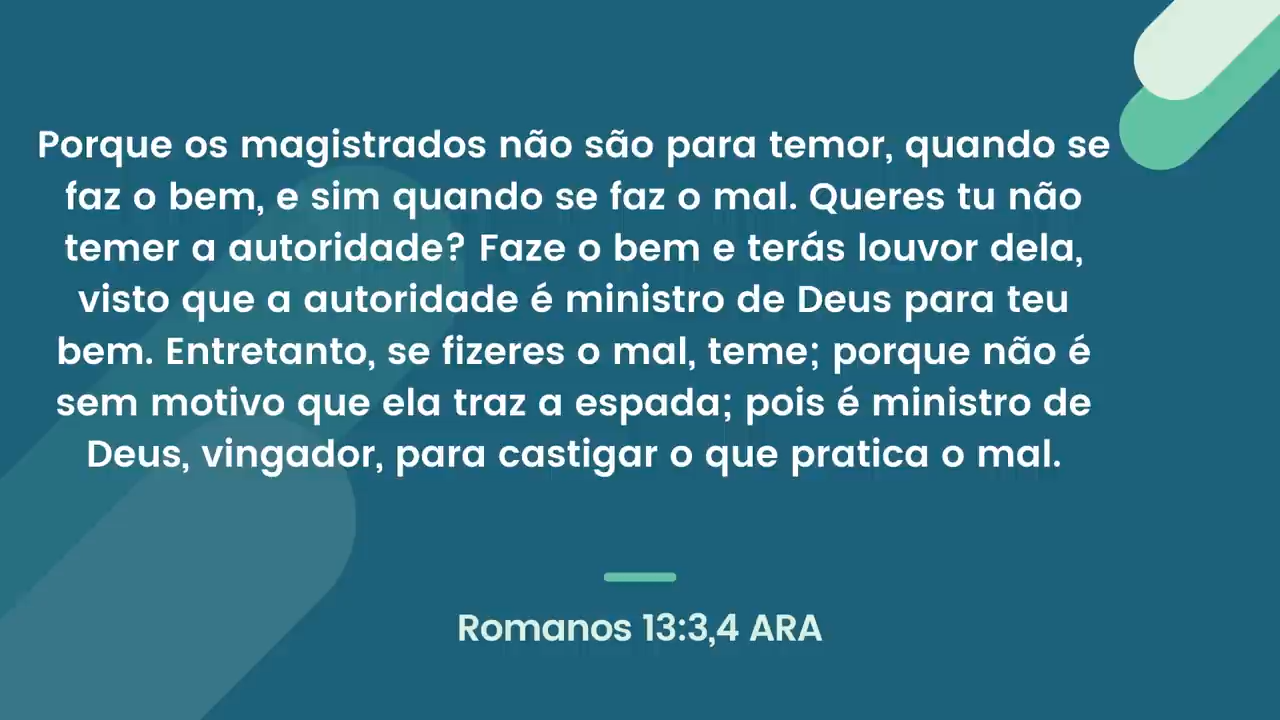 Porque os magistrados não são para temor, quando se
faz o bem, e sim quando se faz o mal. Queres tu não
temer a autoridade? Faze o bem e terás louvor dela,
visto que a autoridade é ministro de Deus para teu
bem. Entretanto, se fizeres o mal, teme; porque não é
sem motivo que ela traz a espada; pois é ministro de
Deus, vingador, para castigar o que pratica o mal.
Romanos 13:3,4 ARA